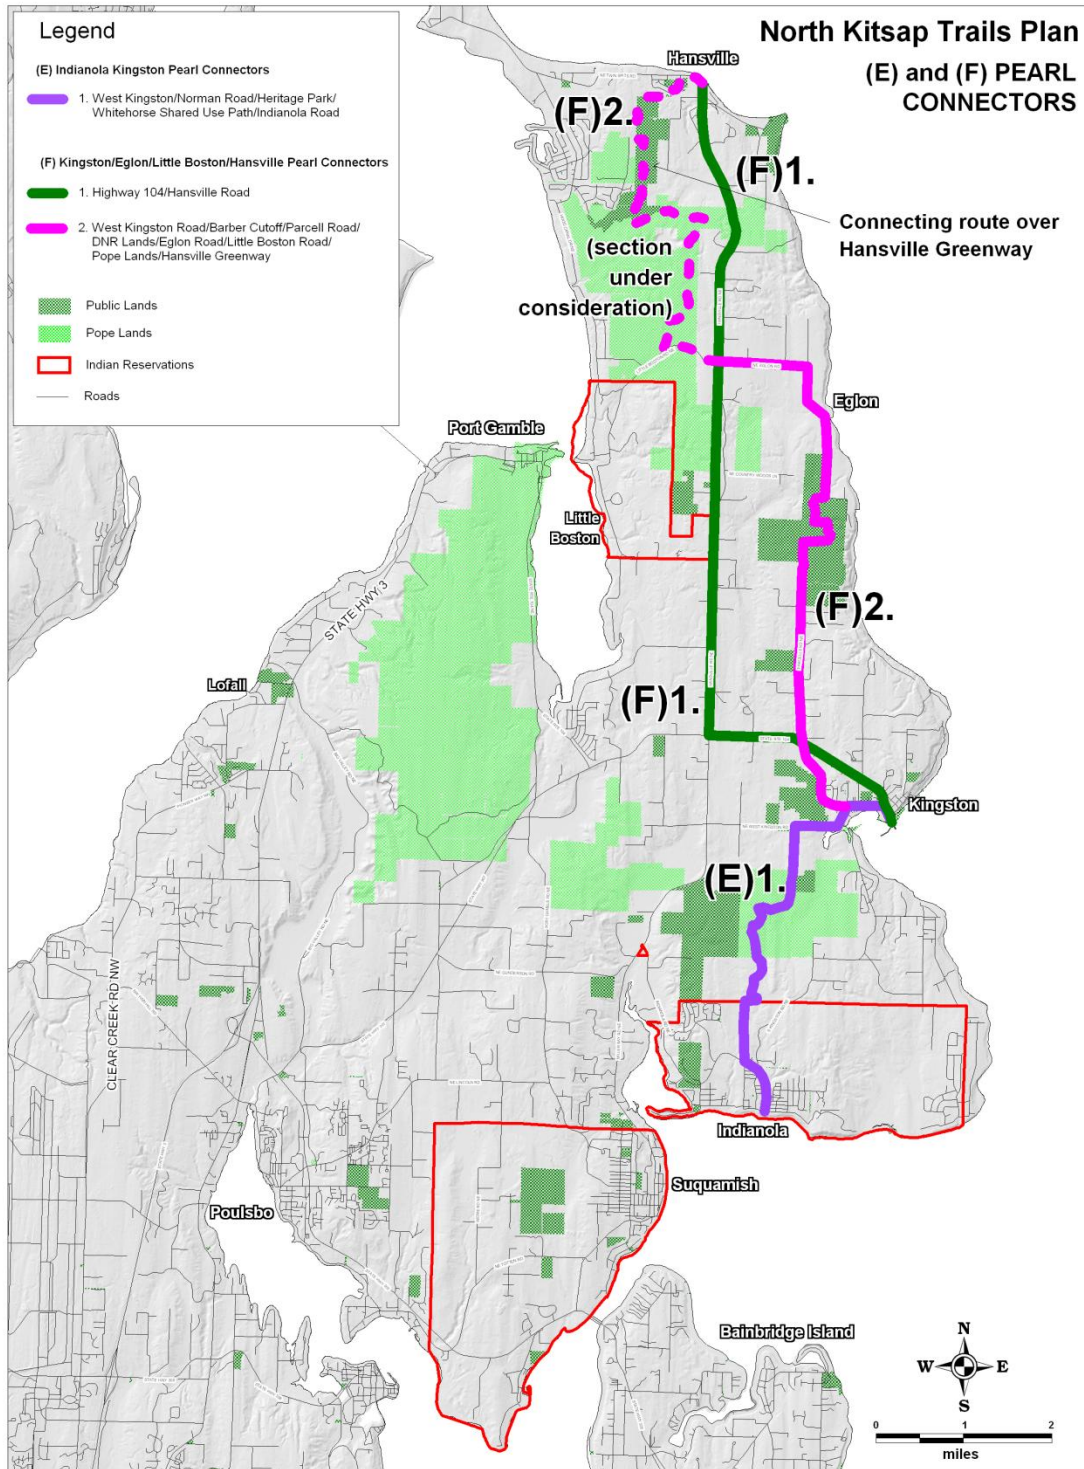 North Kitsap Trails Plan
(E) and (F) PEARL
CONNECTORS
Legend
(E) Indianola Kingston Pearl Connectors
1. West Kingston/Norman Road/Heritage Park/
Whitehorse Shared Use Path/Indianola Road
(F) Kingston/Eglon/Little Boston/Hansville Pearl Connectors
1. Highway 104/Hansville Road
2. West Kingston Road/Barber Cutoff/Parcell Road/
DNR Lands/Eglon Road/Little Boston Road/
Pope Lands/Hansville Greenway
Public Lands
Pope Lands
Indian Reservations
Roads
Hansville
(F)2.
(F)1.
Connecting route over
Hansville Greenway
(section
under
consideration)
Eglon
Port Gamble
Little
Boston
STATE HWY 3
(F)2.
Lofall
(F)1.
Kingston
(E)1.
CLEAR CREEK RD NW
Indianola
Suquamish
Poulsbo
Bainbridge Island
N
W E
S
0 1 2
miles